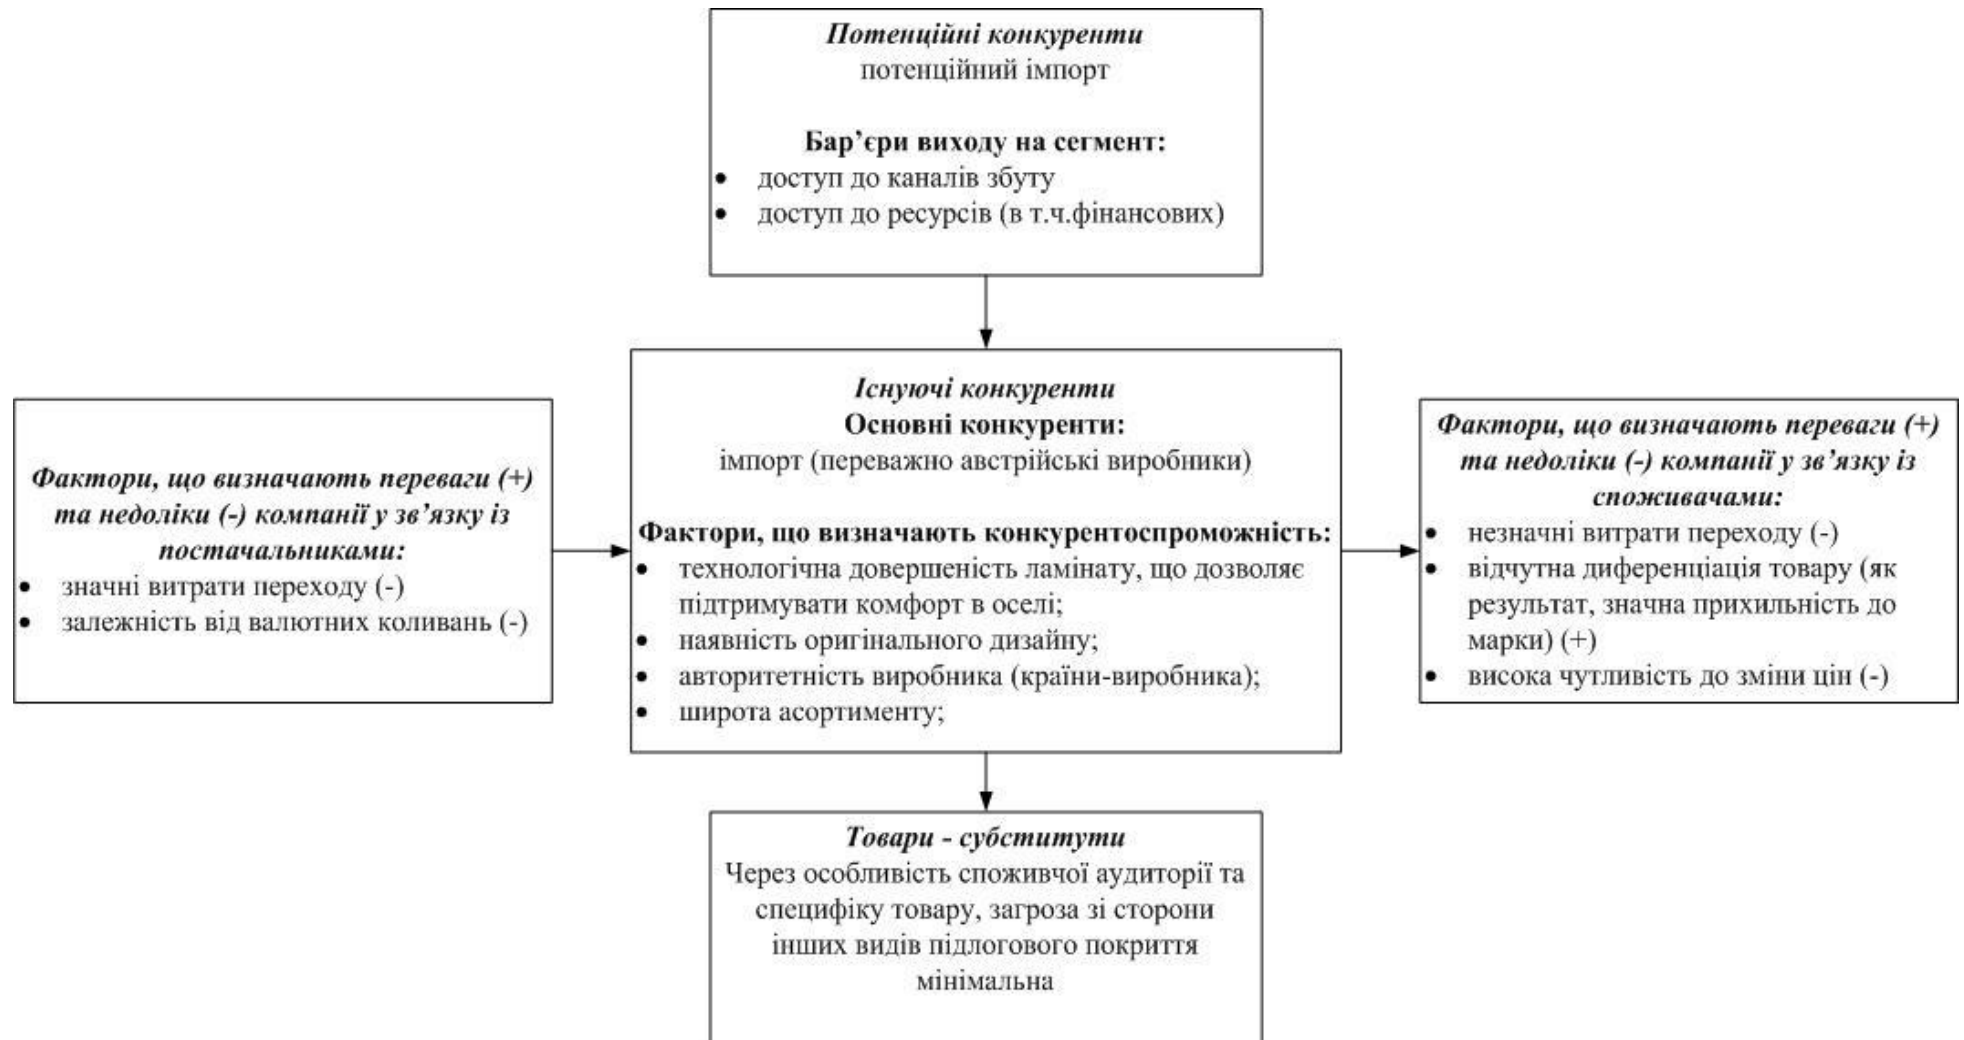 Потенційні конкуренти
потенційний імпорт
Бар’єри виходу на сегмент:
• доступ до каналів збуту
• доступ до ресурсів (в т.ч.фінансових)
Фактори, що визначають переваги (+)
та недоліки (-) компанії у зв’язку із
постачальниками:
• значні витрати переходу (-)
• залежність від валютних коливань (-)
Існуючі конкуренти
Основні конкуренти:
імпорт (переважно австрійські виробники)
Фактори, що визначають конкурентоспроможність:
• технологічна довершеність ламінату, що дозволяє
підтримувати комфорт в оселі;
• наявність оригінального дизайну;
• авторитетність виробника (країни-виробника);
• широта асортименту;
Фактори, що визначають переваги (+)
та недоліки (-) компанії у зв’язку із
споживачами:
• незначні витрати переходу (-)
• відчутна диференціація товару (як
результат, значна прихильність до
марки) (+)
• висока чутливість до зміни цін (-)
Товари - субститути
Через особливість споживчої аудиторії та
специфіку товару, загроза зі сторони
інших видів підлогового покриття
мінімальна